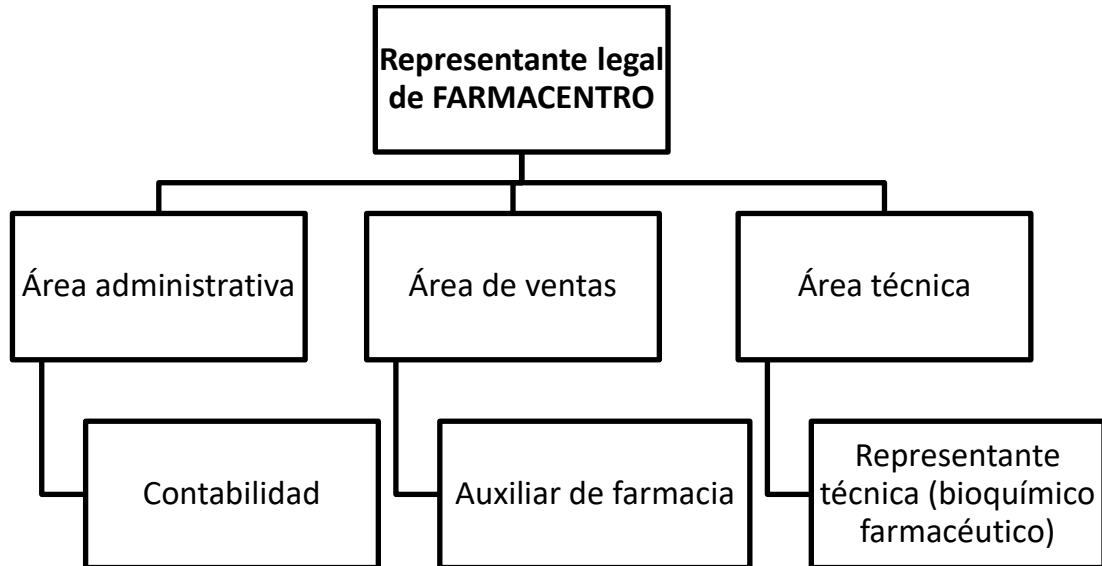 Representante legal
de FARMACENTRO
Área administrativa
Área de ventas
Área técnica
Contabilidad
Auxiliar de farmacia
Representante
técnica (bioquímico
farmacéutico)